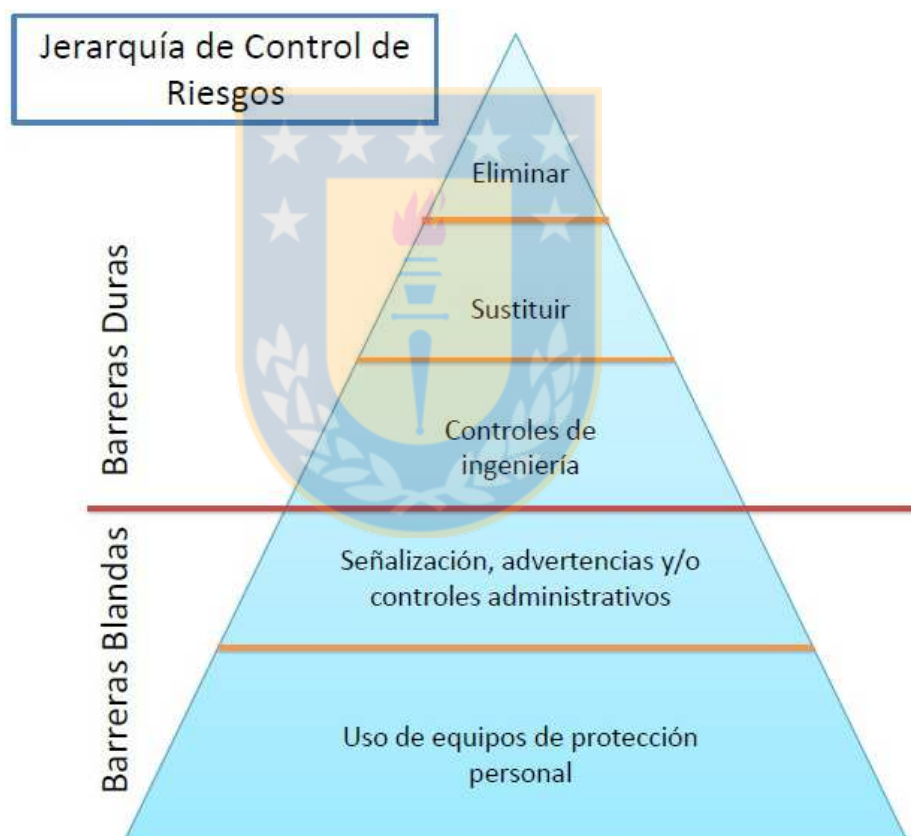 Jerarquía de Control de
Riesgos
Barreras Duras
Eliminar
Sustituir
Controles de
ingeniería
Barreras Blandas
Señalización, advertencias y/o
controles administrativos
Uso de equipos de protección
personal